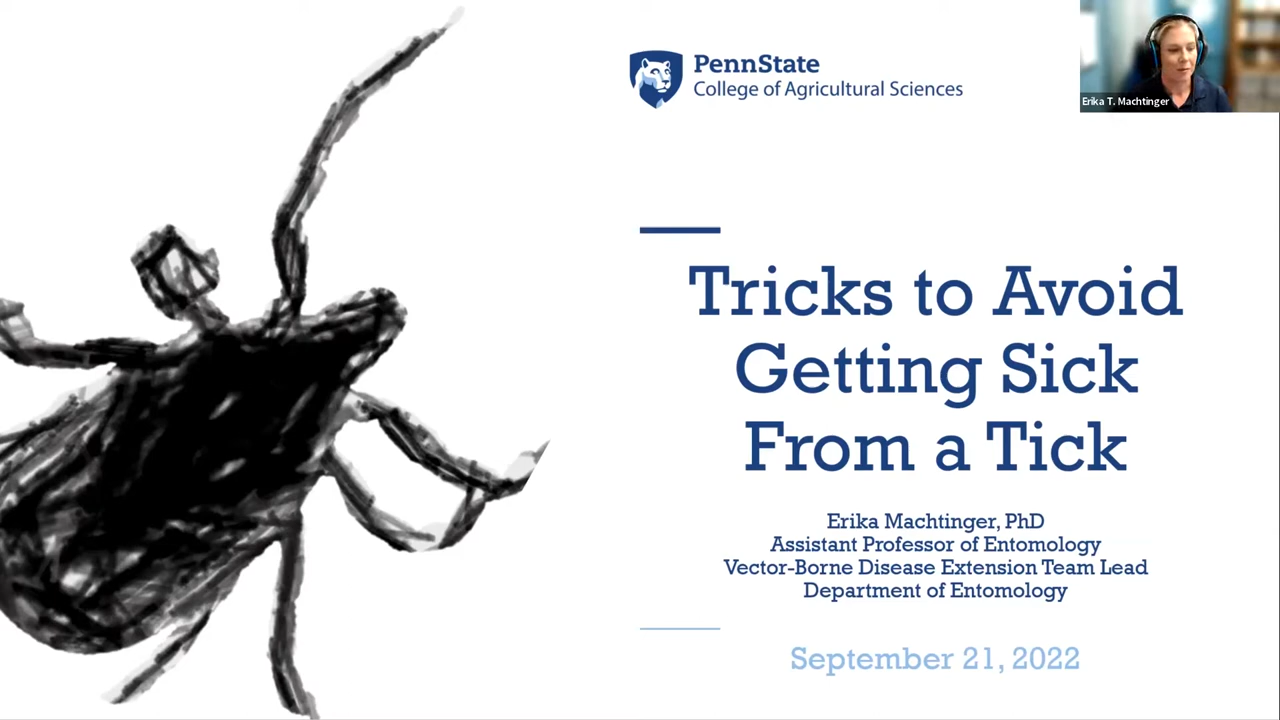 PennState
College of Agricultural Sciences
Erika T. Machtinger
Tricks to Avoid
Getting Sick
From a Tick
Erika Machtinger, PhD
Assistant Professor of Entomology
Vector-Borne Disease Extension Team Lead
Department of Entomology
September 21, 2022